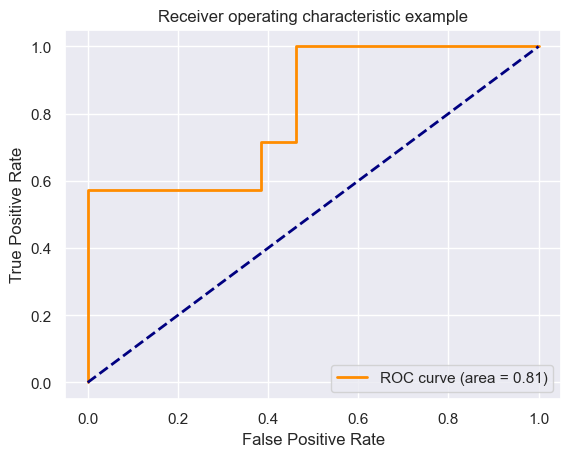 Receiver operating characteristic example
True Positive Rate
1.0
0.8
0.6
0.4
0.2
0.0
ROC curve (area = 0.81)
0.0 0.2 0.4 0.6 0.8 1.0
False Positive Rate